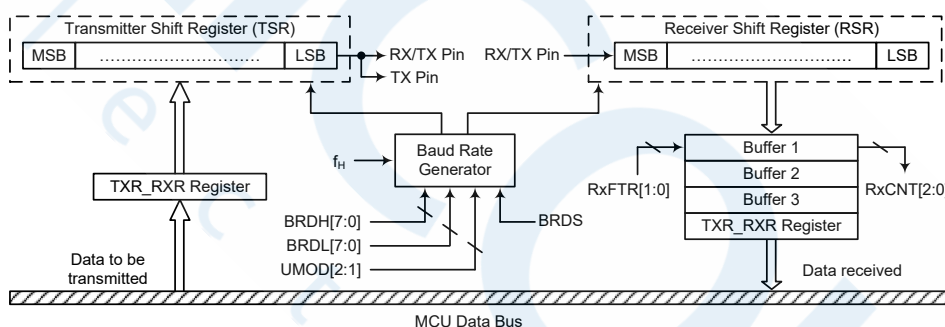 Transmitter Shift Register (TSR)
MSB ............................... LSB
RX/TX Pin
TX Pin
Receiver Shift Register (RSR)
RX/TX Pin
MSB ............................... LSB
fH
Baud Rate
Generator
BRDH[7:0]
BRDL[7:0]
UMOD[2:1]
BRDS
TXR_RXR Register
Data to be
transmitted
Buffer 1
Buffer 2
Buffer 3
TXR_RXR Register
RxFTR[1:0]
RxCNT[2:0
Data received
MCU Data Bus